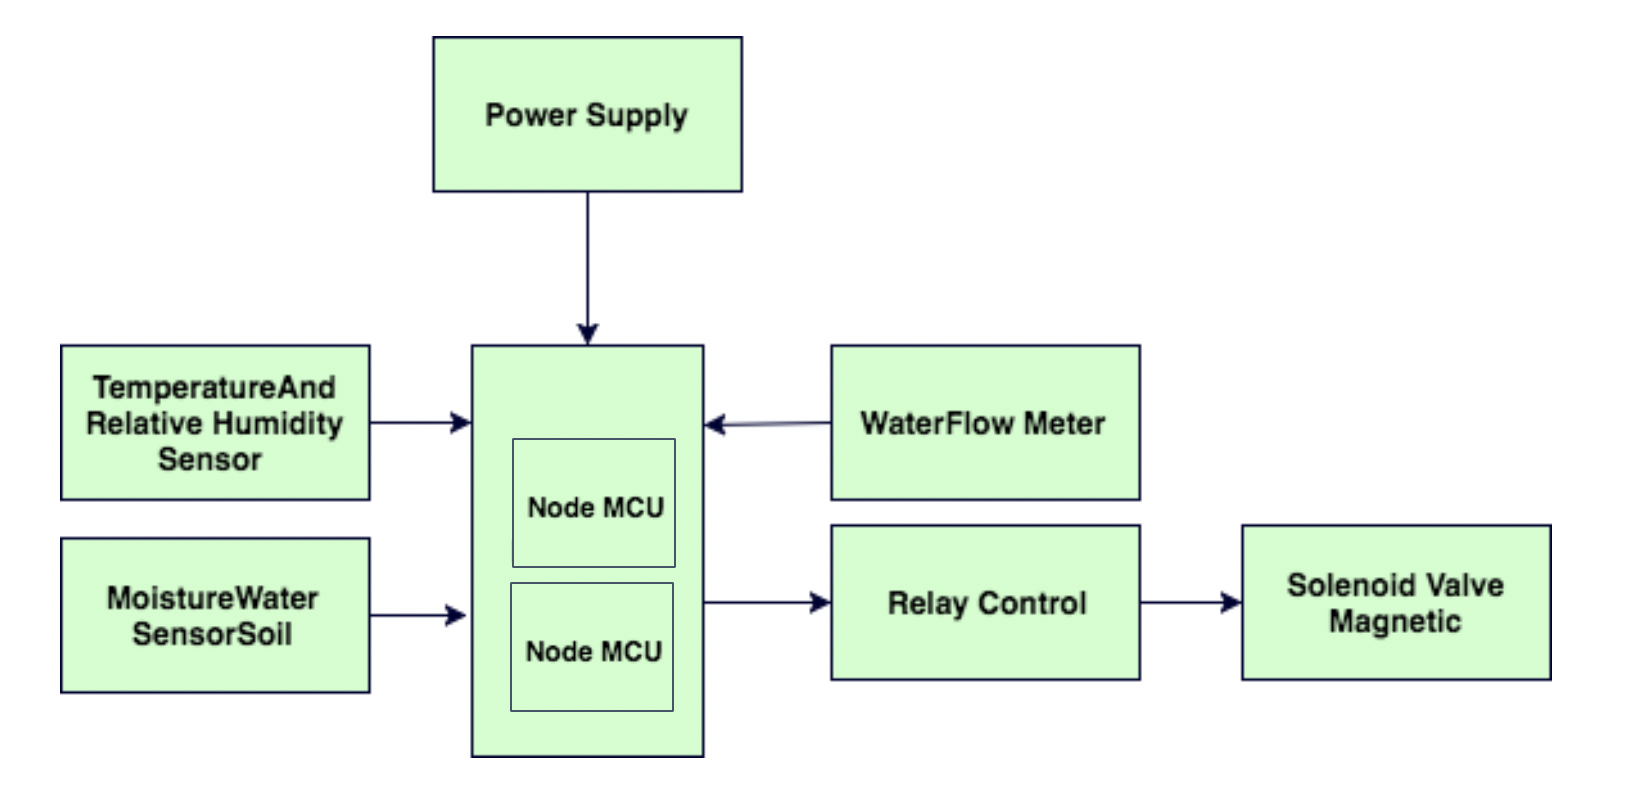 Power Supply
TemperatureAnd
Relative Humidity
Sensor
WaterFlow Meter
Node MCU
MoistureWater
SensorSoil
Node MCU
Relay Control
Solenoid Valve
Magnetic